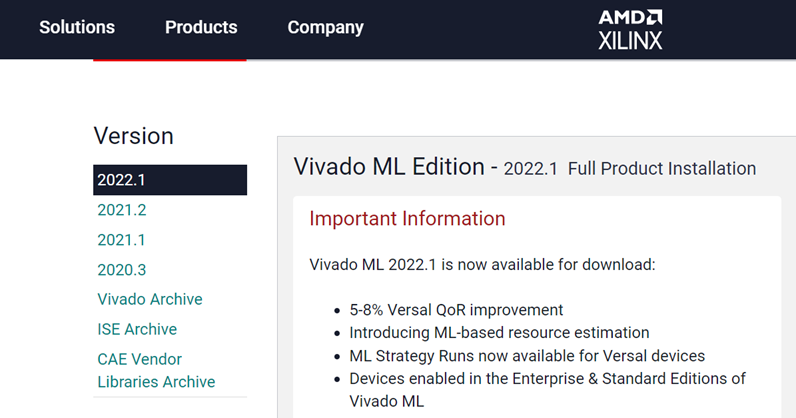 Solutions
Products
Company
AMD
XILINX
Version
2022.1
2021.2
2021.1
2020.3
Vivado Archive
ISE Archive
CAE Vendor
Libraries Archive
Vivado ML Edition - 2022.1 Full Product Installation
Important Information
Vivado ML 2022.1 is now available for download:
• 5-8% Versal QoR improvement
• Introducing ML-based resource estimation
• ML Strategy Runs now available for Versal devices
• Devices enabled in the Enterprise & Standard Editions of
Vivado ML